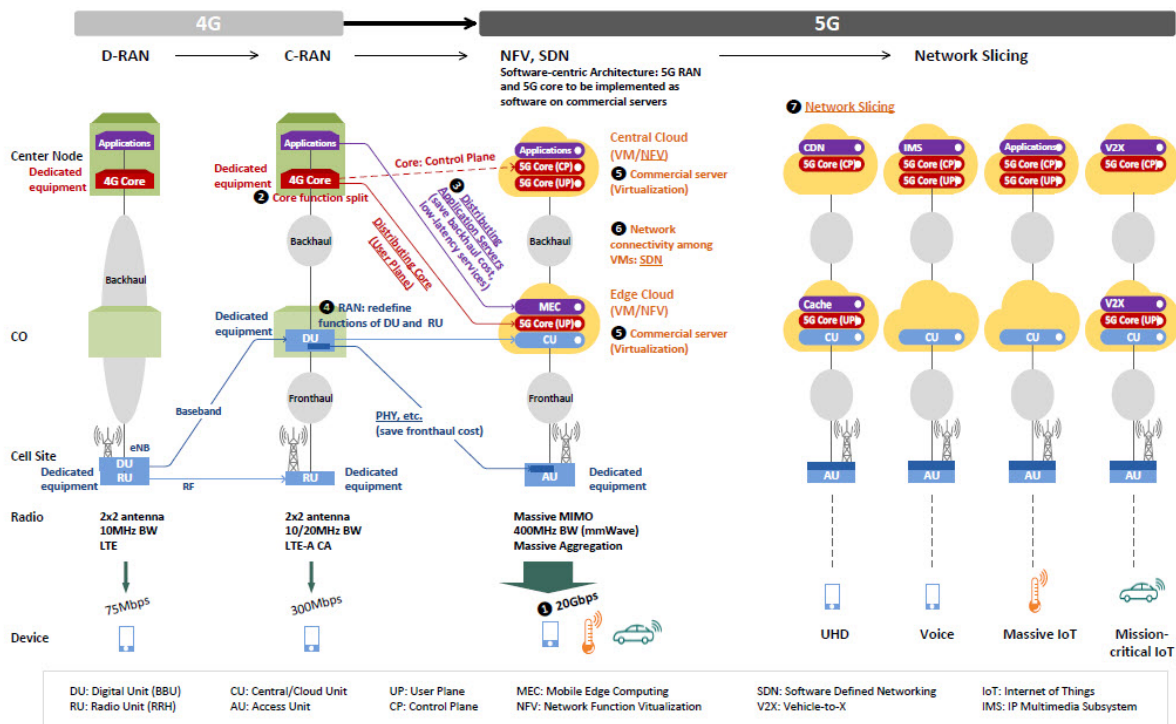 4G
5G
D-RAN
C-RAN
NFV, SDN
Network Slicing
Software-centric Architecture: 5G RAN
and 5G core to be implemented as
software on commercial servers
❼ Network Slicing
Center Node
Dedicated
equipment
Applications
4G Core
Dedicated
equipment
Applications
4G Core
❷ Core function split
Core: Control Plane
❸ Distributing
Application Servers
(save backhaul cost,
low-latency services)
Distributing Core
(User Plane)
Applications
5G Core (CP)
5G Core (UP)
Central Cloud
(VM/NFV)
❺ Commercial server
(Virtualization)
CDN
5G Core (CP)
IMS
5G Core (CP)
5G Core (UP)
Applications
5G Core (CP)
5G Core (UP)
V2X
5G Core (CP)
Backhaul
Backhaul
Backhaul
❻ Network
connectivity among
VMs: SDN
CO
Dedicated
equipment
❹ RAN: redefine
functions of DU and RU
DU
MEC
5G Core (UP)
CU
Edge Cloud
(VM/NFV)
❺ Commercial server
(Virtualization)
Cache
5G Core (UP)
CU
CU
CU
V2X
5G Core (UP)
CU
Fronthaul
Fronthaul
Baseband
PHY, etc.
(save fronthaul cost)
Cell Site
eNB
Dedicated
equipment
DU
RU
RF
RU
Dedicated
equipment
AU
Dedicated
equipment
AU
AU
AU
AU
Radio
2x2 antenna
10MHz BW
LTE
2x2 antenna
10/20MHz BW
LTE-A CA
Massive MIMO
400MHz BW (mmWave)
Massive Aggregation
75Mbps
300Mbps
❶ 20Gbps
Device
UHD
Voice
Massive IoT
Mission-
critical IoT
DU: Digital Unit (BBU)
CU: Central/Cloud Unit
UP: User Plane
MEC: Mobile Edge Computing
SDN: Software Defined Networking
IoT: Internet of Things
RU: Radio Unit (RRH)
AU: Access Unit
CP: Control Plane
NFV: Network Function Vitualization
V2X: Vehicle-to-X
IMS: IP Multimedia Subsystem